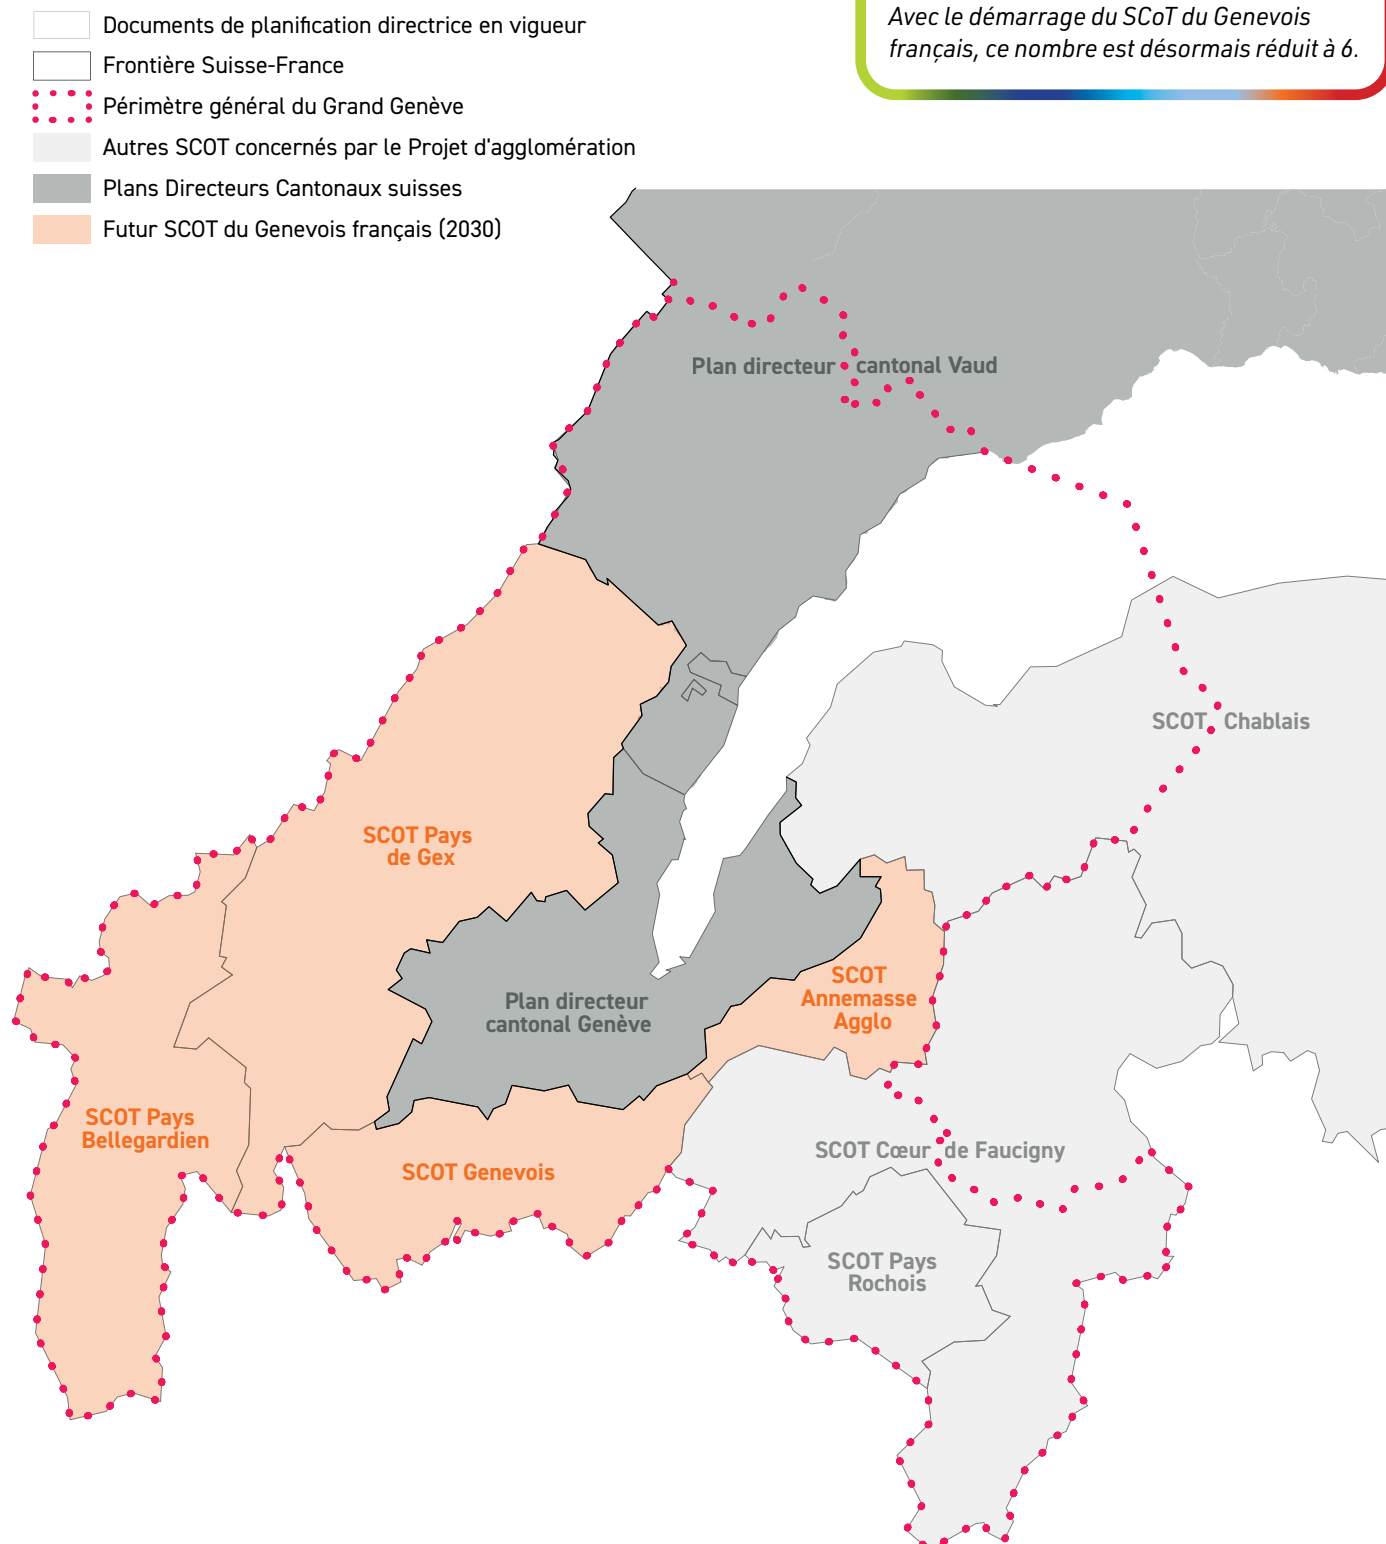 Documents de planification directrice en vigueur
Frontière Suisse-France
Périmètre général du Grand Genève
Autres SCOT concernés par le Projet d'agglomération
Plans Directeurs Cantonaux suisses
Futur SCOT du Genevois français (2030)
Avec le démarrage du SCoT du Genevois
français, ce nombre est désormais réduit à 6.
Plan directeur cantonal Vaud
SCOT Chablais
SCOT Pays
de Gex
SCOT
Annemasse
Agglo
Plan directeur
cantonal Genève
SCOT Pays
Bellegardien
SCOT Genevois
SCOT Cœur de Faucigny
SCOT Pays
Rochois